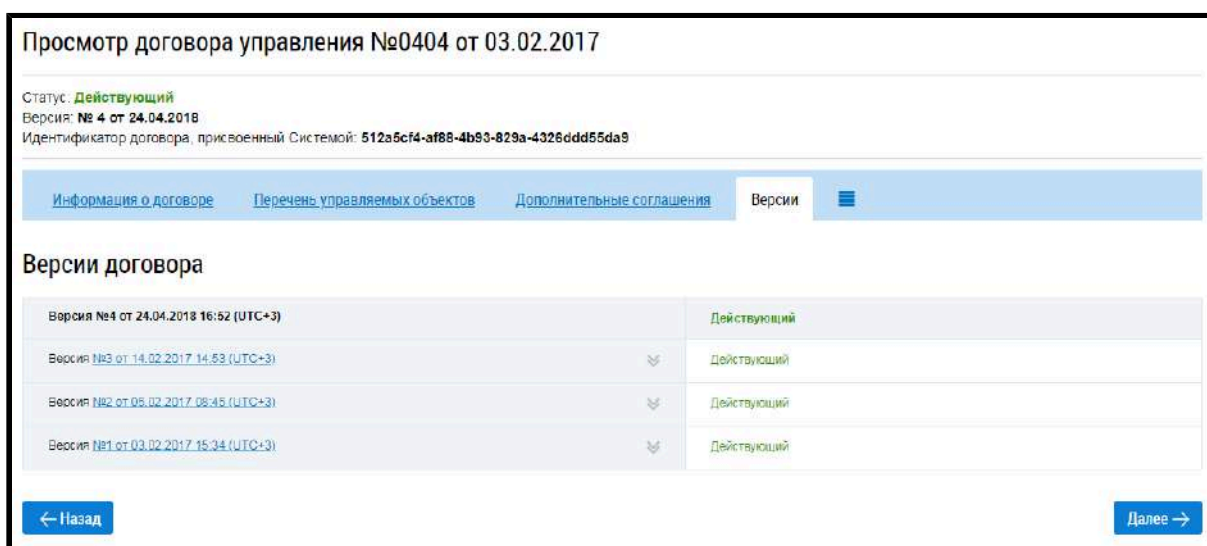 Просмотр договора управления №0404 от 03.02.2017
Статус: Действующий
Версия: № 4 от 24.04.2018
Идентификатор договора, присвоенный Системой: 512a5cf4-af88-4b93-829a-4326ddd55da9
Информация о договоре Перечень управляемых объектов Дополнительные соглашения Версии
Версии договора
Версия №4 от 24.04.2018 16:52 (UTC+3) Действующий
Версия №3 от 14.02.2017 14:53 (UTC+3) Действующий
Версия №2 от 05.02.2017 08:45 (UTC+3) Действующий
Версия №1 от 03.02.2017 15:34 (UTC+3) Действующий
← Назад Далее →